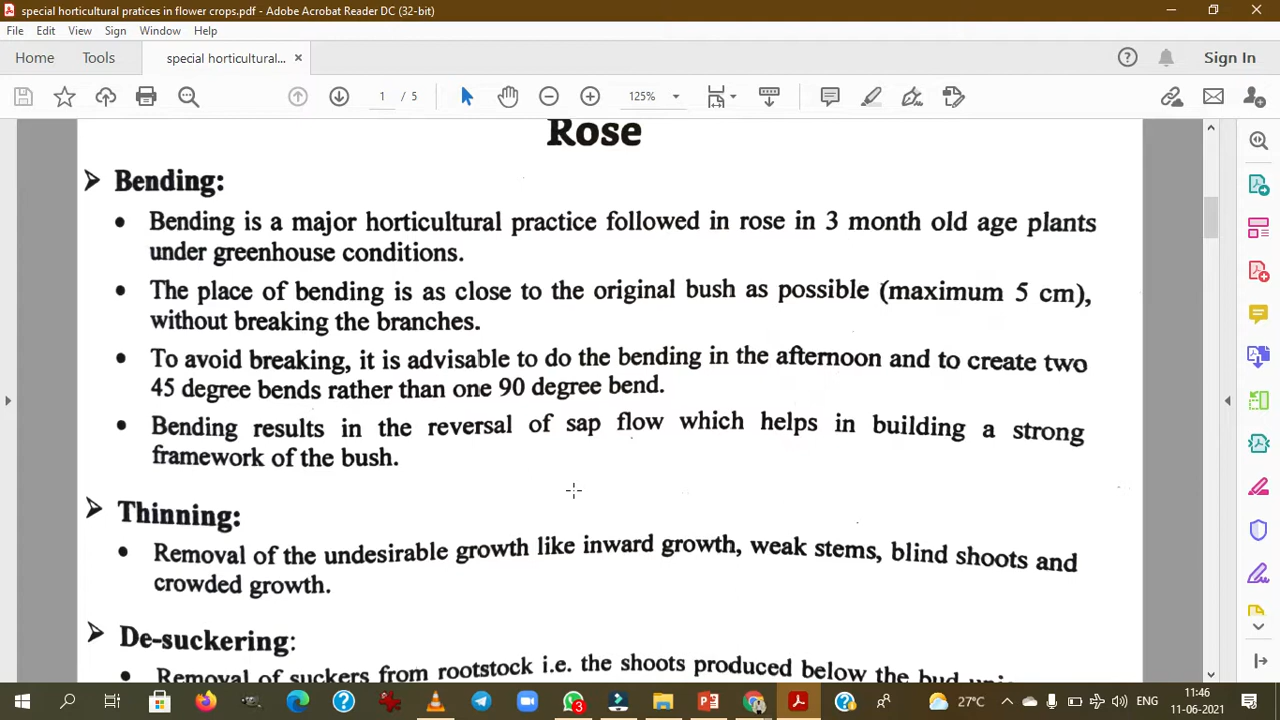 special horticultural pratices in flower crops.pdf - Adobe Acrobat Reader DC (32-bit)
File Edit View Sign Window Help
Home Tools special horticultural... × Sign In
1 / 5 125%
Rose
Bending:
• Bending is a major horticultural practice followed in rose in 3 month old age plants
under greenhouse conditions.
• The place of bending is as close to the original bush as possible (maximum 5 cm),
without breaking the branches.
• To avoid breaking, it is advisable to do the bending in the afternoon and to create two
45 degree bends rather than one 90 degree bend.
• Bending results in the reversal of sap flow which helps in building a strong
framework of the bush.
Thinning:
• Removal of the undesirable growth like inward growth, weak stems, blind shoots and
crowded growth.
De-suckering:
• Removal of suckers from rootstock i.e. the shoots produced below the bud
3 27°C ENG 11:46
11-06-2021